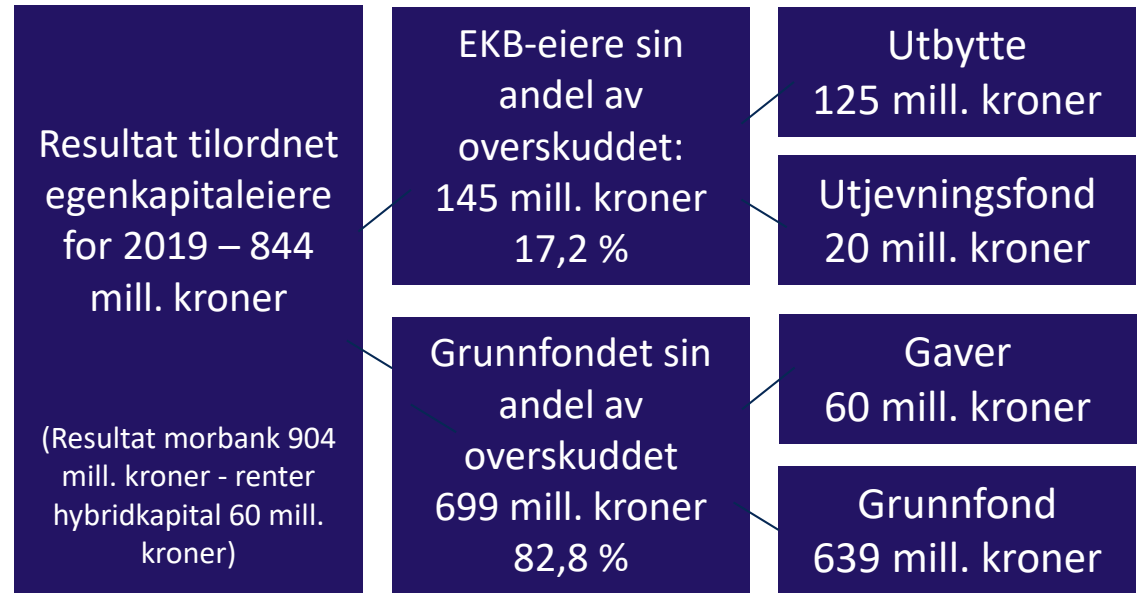 Resultat tilordnet
egenkapitaleiere
for 2019 – 844
mill. kroner
(Resultat morbank 904
mill. kroner - renter
hybridkapital 60 mill.
kroner)
EKB-eiere sin
andel av
overskuddet:
145 mill. kroner
17,2 %
Utbytte
125 mill. kroner
Utjevningsfond
20 mill. kroner
Grunnfondet sin
andel av
overskuddet
699 mill. kroner
82,8 %
Gaver
60 mill. kroner
Grunnfond
639 mill. kroner